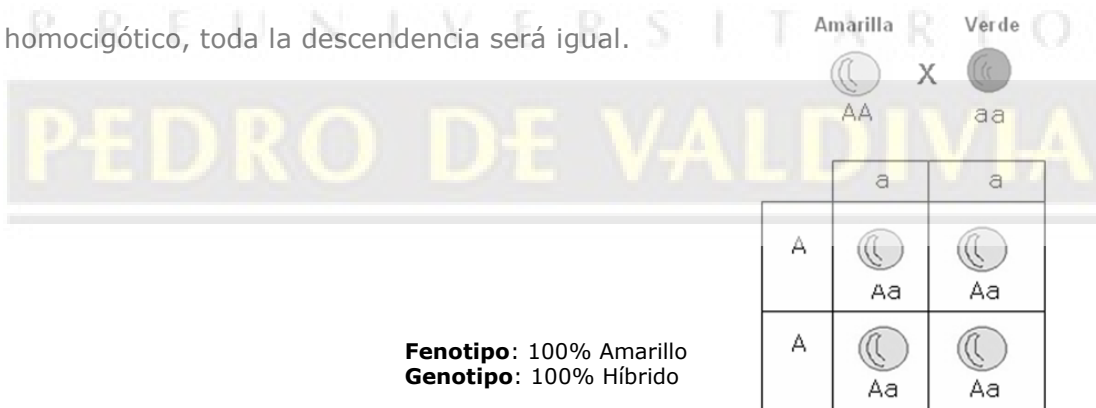 PREUNIVERSITARIO
homocigótico, toda la descendencia será igual.
PEDRO DE VALDIVIA
Amarilla Verde
X
AA aa
a a
A
Aa Aa
A
Aa Aa
Fenotipo: 100% Amarillo
Genotipo: 100% Híbrido